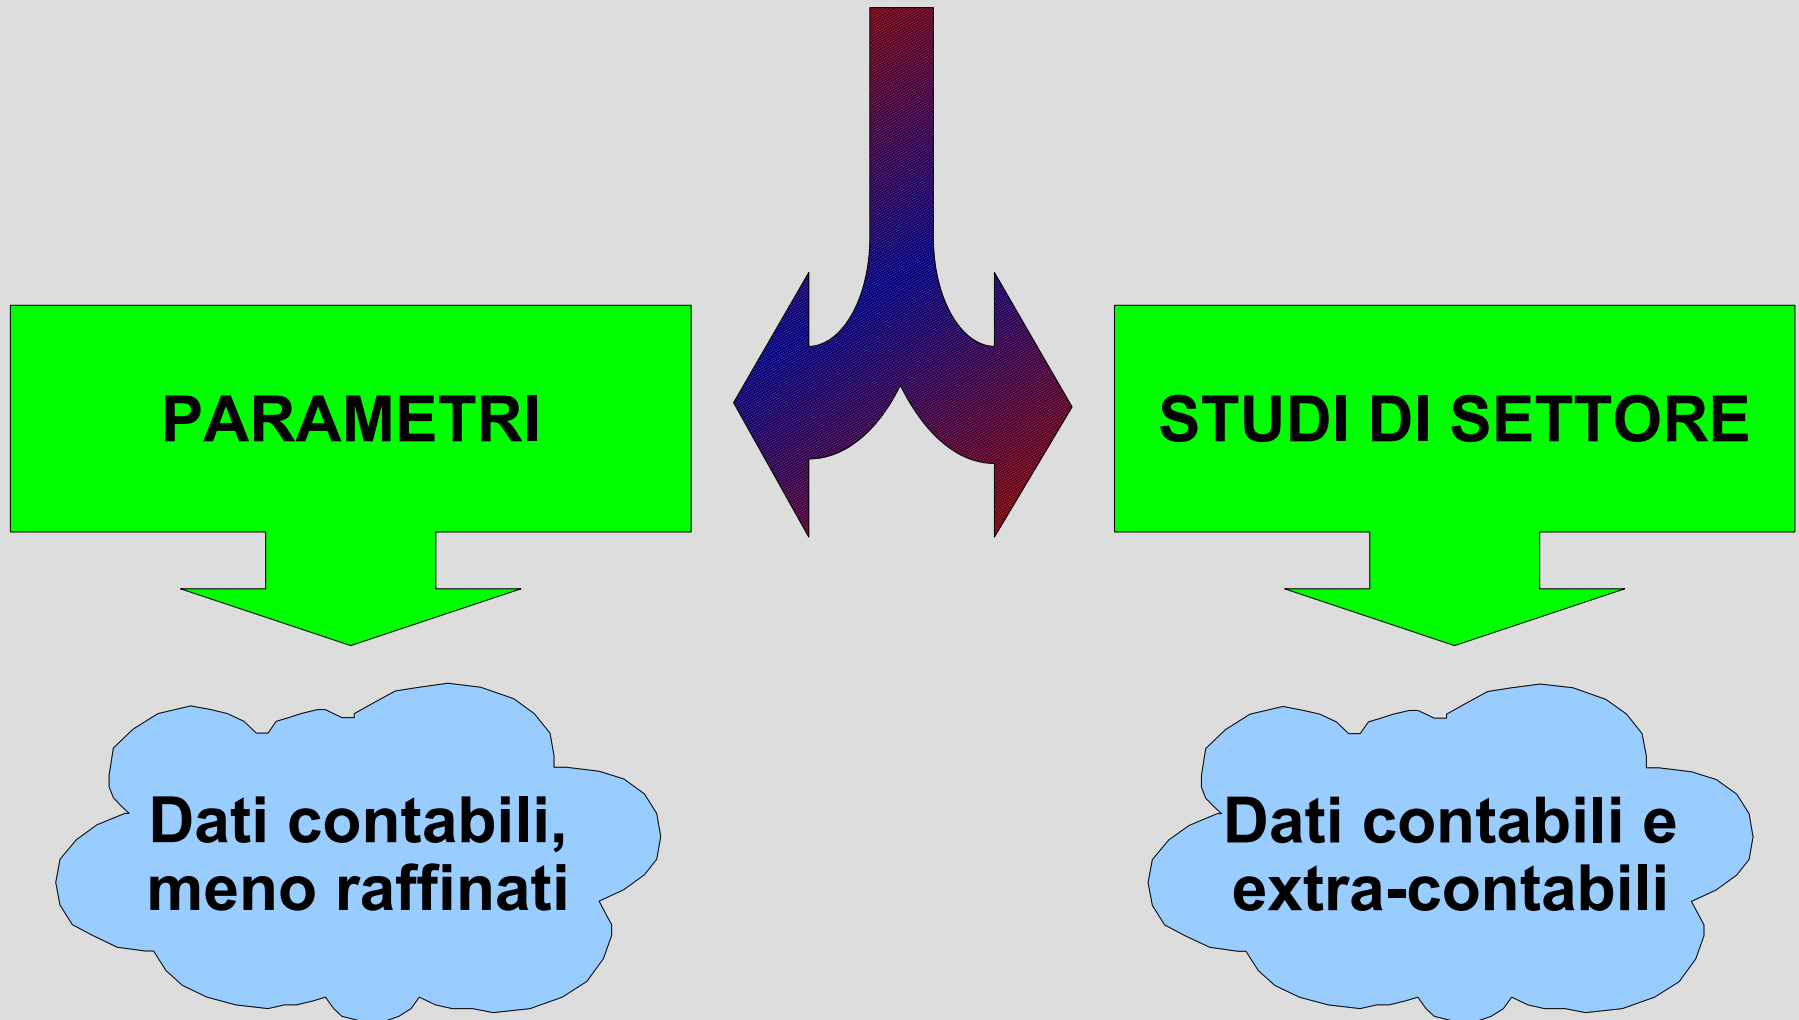 PARAMETRI
STUDI DI SETTORE
Dati contabili,
meno raffinati
Dati contabili e
extra-contabili